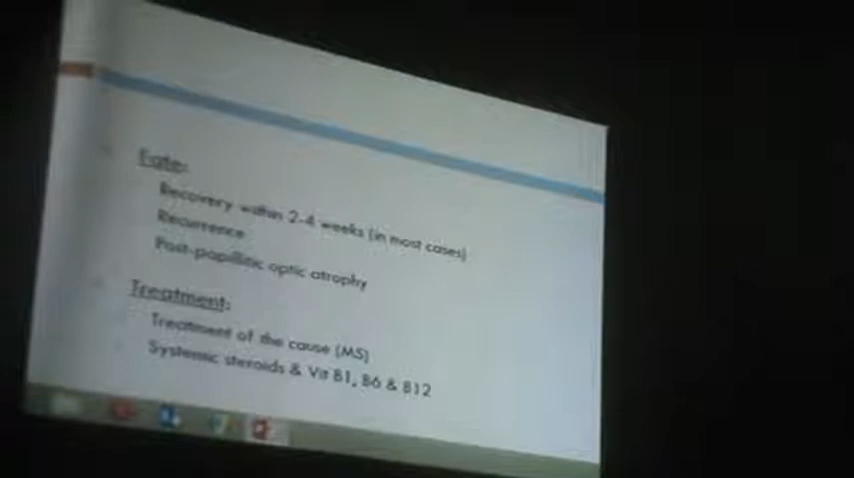 Fate:
Recovery within 2-4 weeks (in most cases)
Recurrence
Post-papillitic optic atrophy
Treatment:
Treatment of the cause (MS)
Systemic steroids & Vit B1, B6 & B12